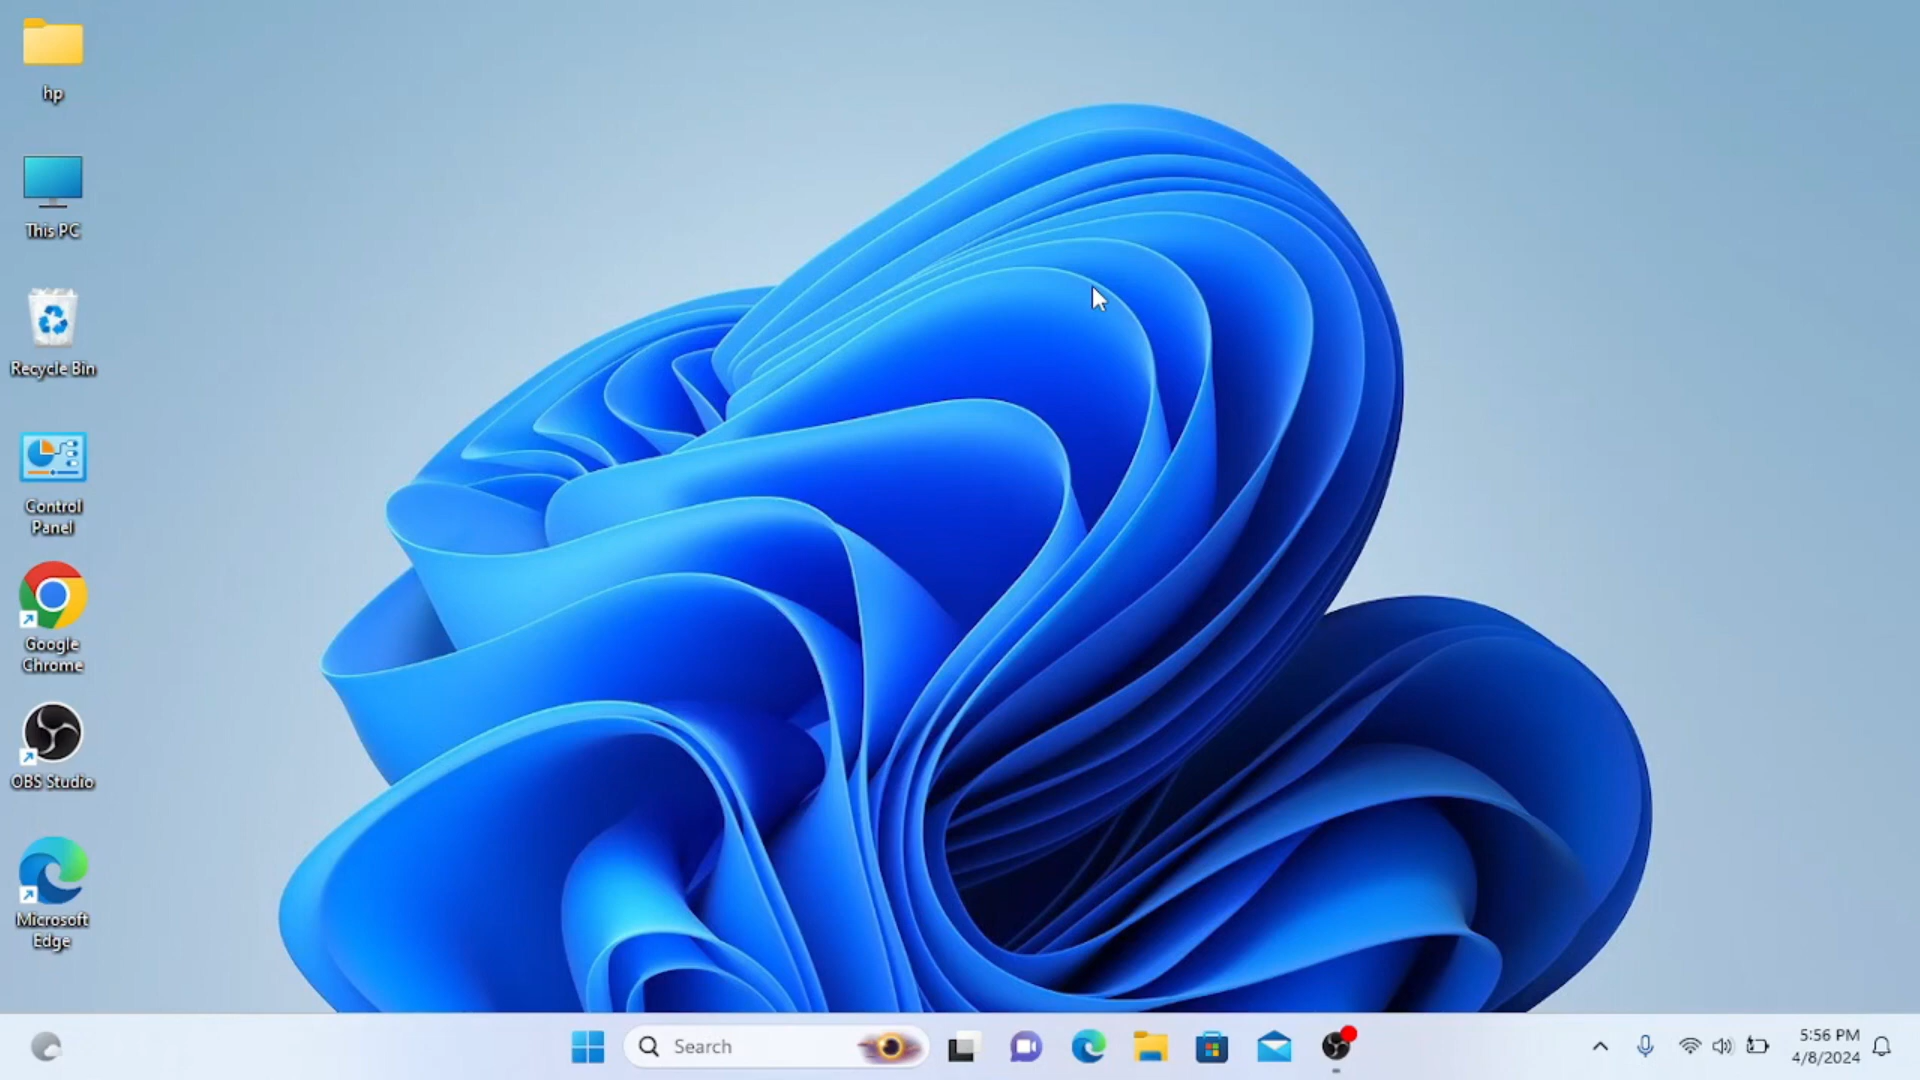 hp
This PC
Recycle Bin
Control
Panel
Google
Chrome
OBS Studio
Microsoft
Edge
Search
5:56 PM
4/8/2024